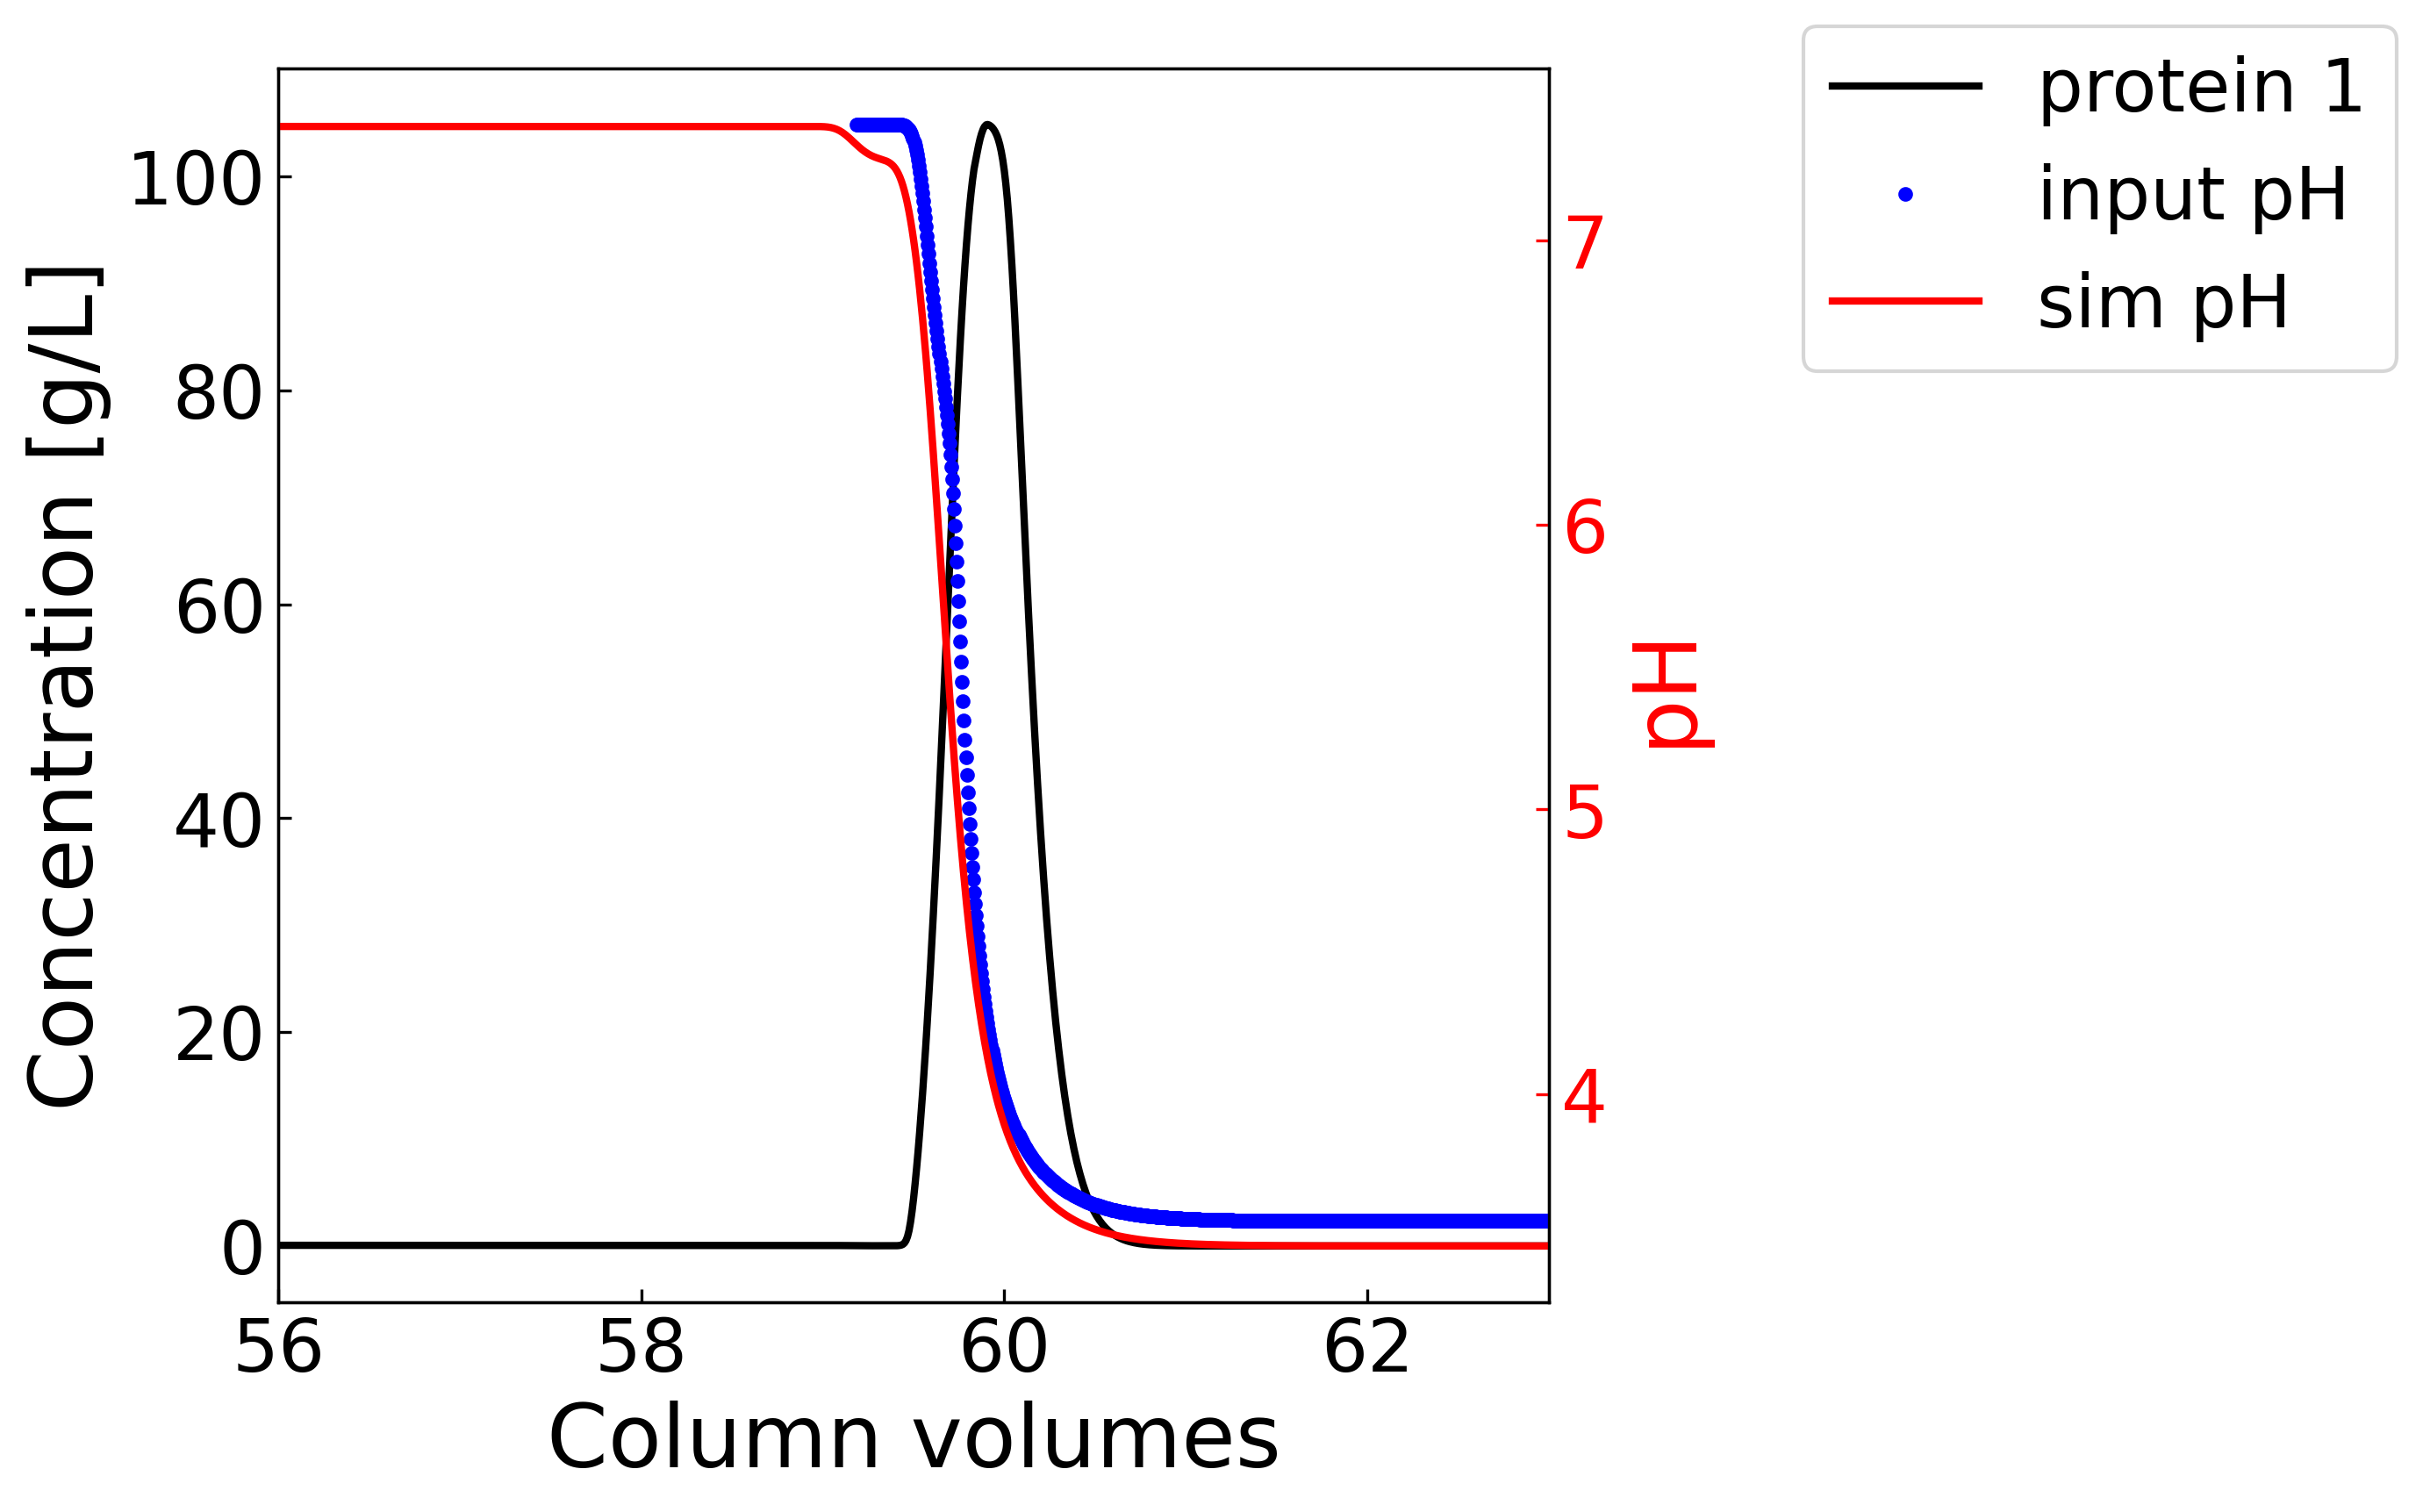 protein 1
input pH
sim pH
Concentration [g/L]
100
80
60
40
20
0
7
6
5
4
pH
56 58 60 62
Column volumes